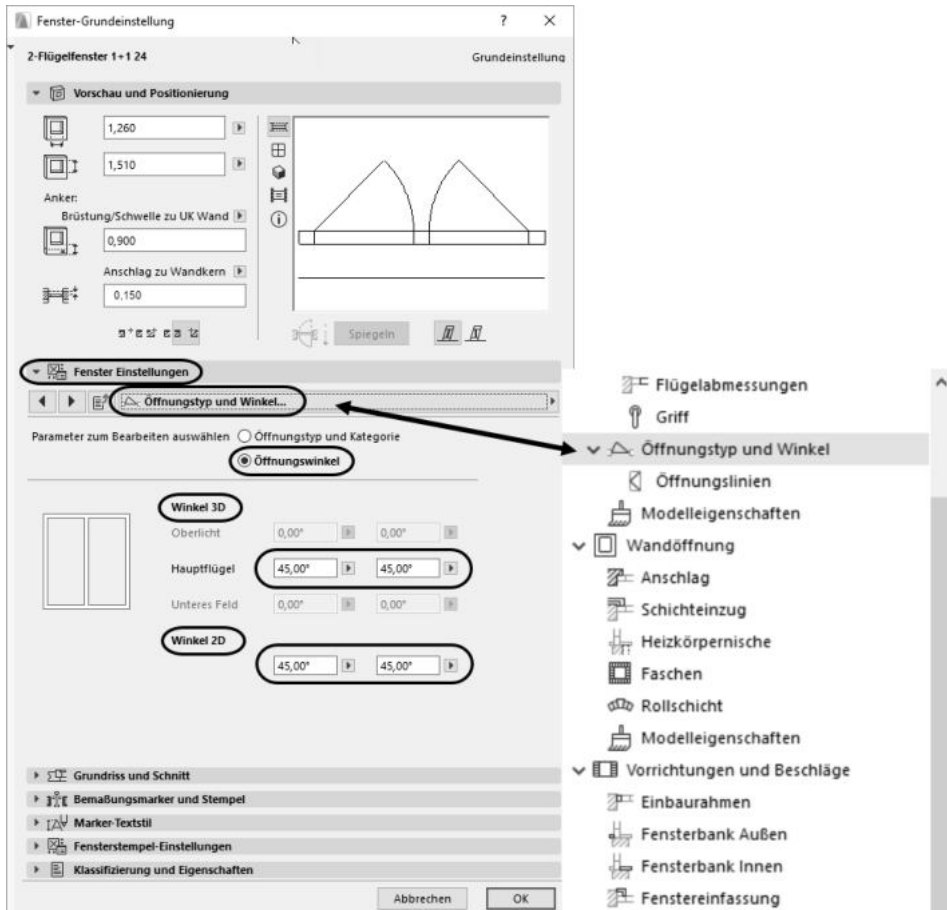 Fenster-Grundeinstellung
? X
2-Flügelfenster 1+1 24 Grundeinstellung
Vorschau und Positionierung
1,260
1,510
Anker:
Brüstung/Schwelle zu UK Wand
0,900
Anschlag zu Wandkern
0,150
Spiegeln
Fenster Einstellungen
Öffnungstyp und Winkel...
Parameter zum Bearbeiten auswählen Öffnungstyp und Kategorie
Öffnungswinkel
Winkel 3D
Oberlicht 0,00° 0,00°
Hauptflügel 45,00° 45,00°
Unteres Feld 0,00° 0,00°
Winkel 2D
45,00° 45,00°
Grundriss und Schnitt
Bemaßungsmarker und Stempel
Marker-Textstil
Fensterstempel-Einstellungen
Klassifizierung und Eigenschaften
Abbrechen OK
Flügelabmessungen
Griff
Öffnungstyp und Winkel
Öffnungslinien
Modelleigenschaften
Wandöffnung
Anschlag
Schichteinzug
Heizkörpernische
Faschen
Rollschicht
Modelleigenschaften
Vorrichtungen und Beschläge
Einbaurahmen
Fensterbank Außen
Fensterbank Innen
Fenstereinfassung